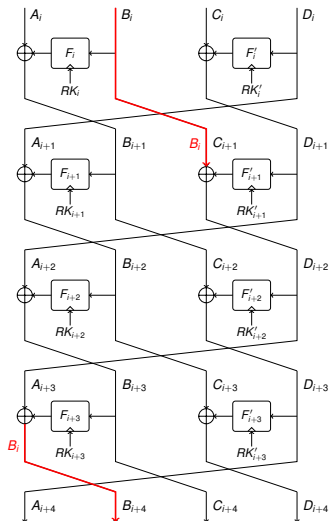 A_i B_i C_i D_i
F_i F'_i
RK_i RK'_i
A_{i+1} B_{i+1} B_i C_{i+1} D_{i+1}
F_{i+1} F'_{i+1}
RK_{i+1} RK'_{i+1}
A_{i+2} B_{i+2} C_{i+2} D_{i+2}
F_{i+2} F'_{i+2}
RK_{i+2} RK'_{i+2}
A_{i+3} B_{i+3} C_{i+3} D_{i+3}
F_{i+3} F'_{i+3}
B_i RK_{i+3} RK'_{i+3}
A_{i+4} B_{i+4} C_{i+4} D_{i+4}